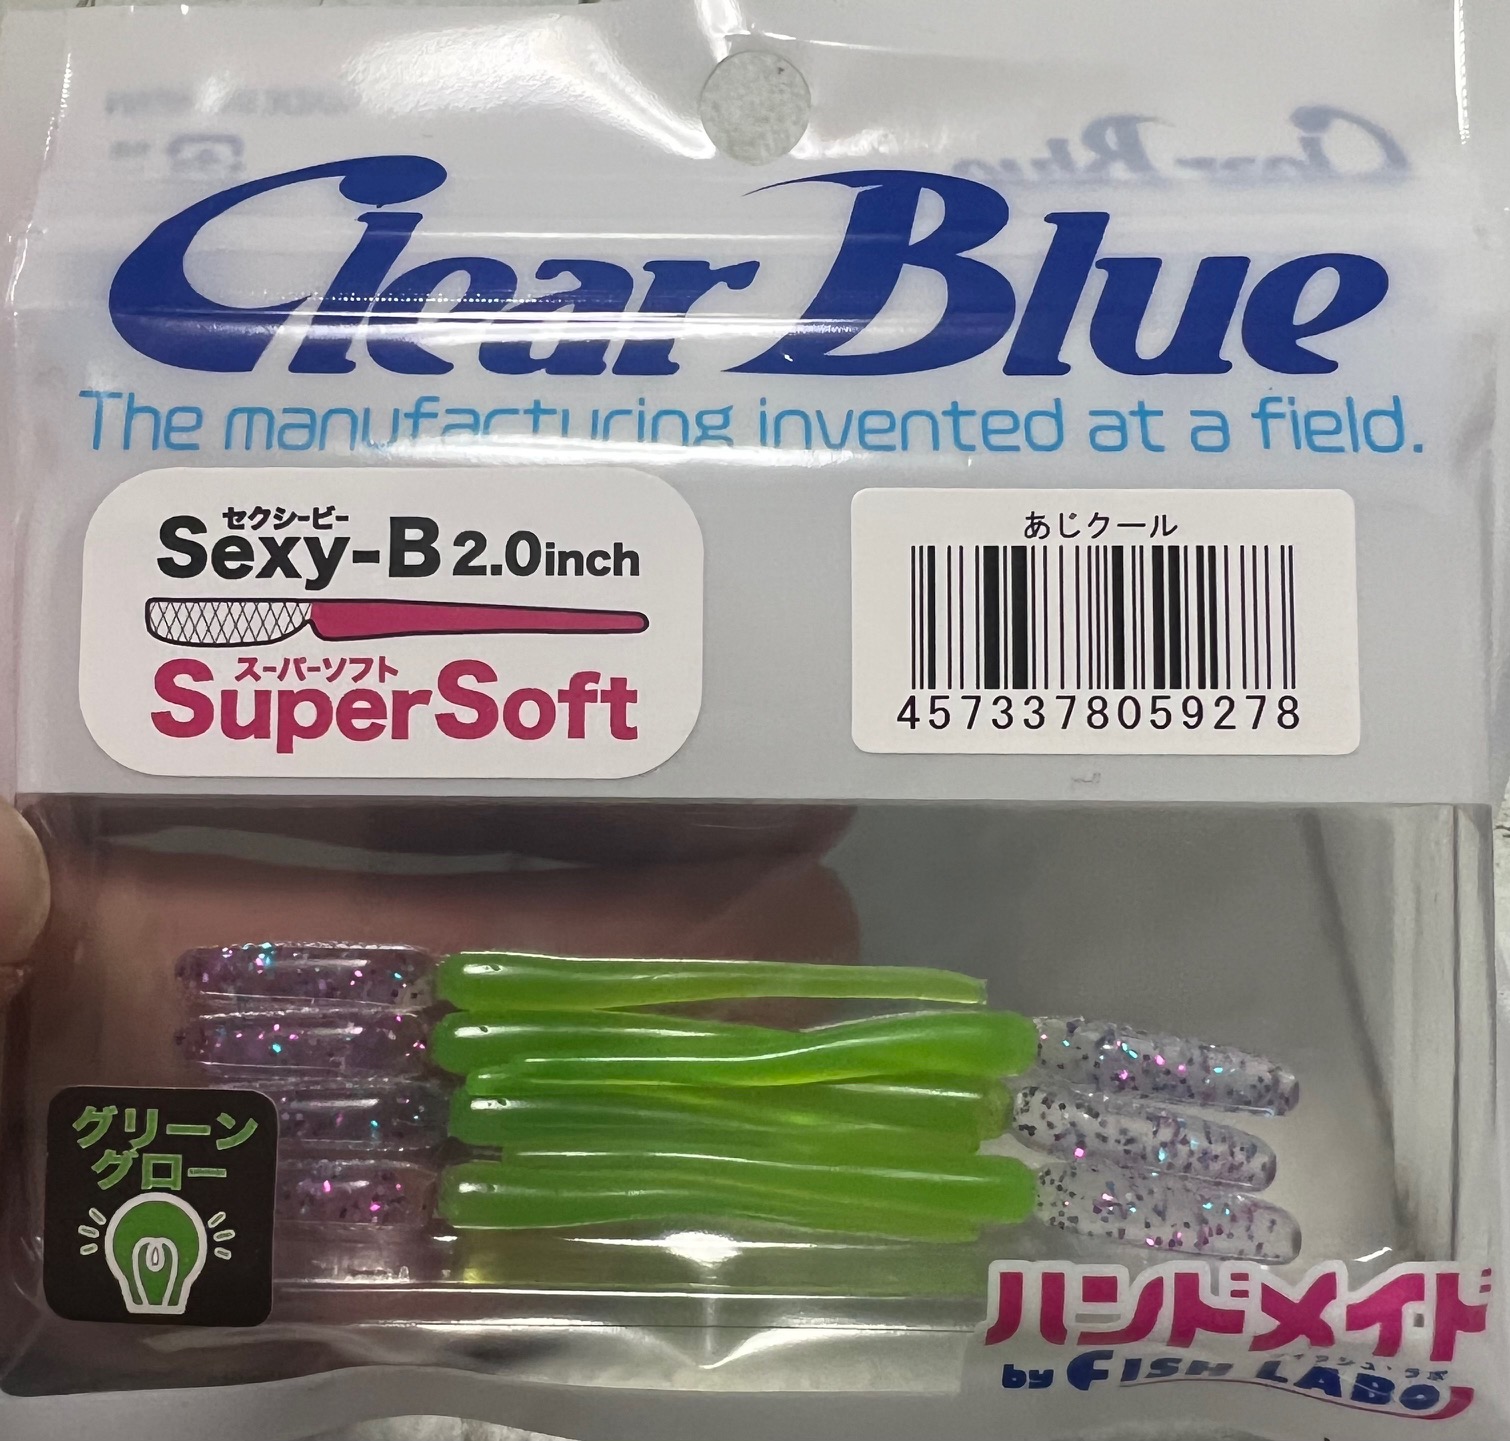 Clear Blue
The manufacturing invented at a field.
セクシービー
Sexy-B 2.0inch
スーパーソフト
SuperSoft
あじクール
4573378059278
グリーン
グロー
ハンドメイド
by FISH LABO